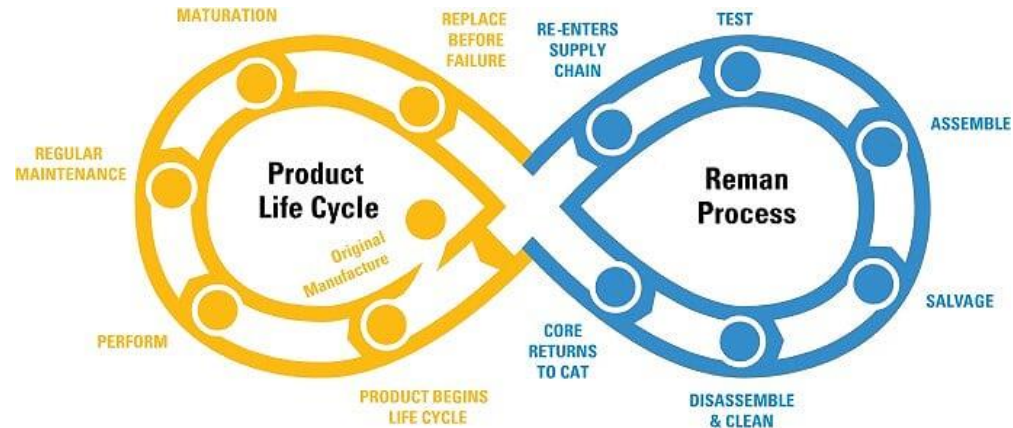 MATURATION
REPLACE
BEFORE
FAILURE
REGULAR
MAINTENANCE
Product
Life Cycle
Original
Manufacture
PERFORM
PRODUCT BEGINS
LIFE CYCLE
RE-ENTERS
SUPPLY
CHAIN
TEST
ASSEMBLE
Reman
Process
SALVAGE
CORE
RETURNS
TO CAT
DISASSEMBLE
& CLEAN